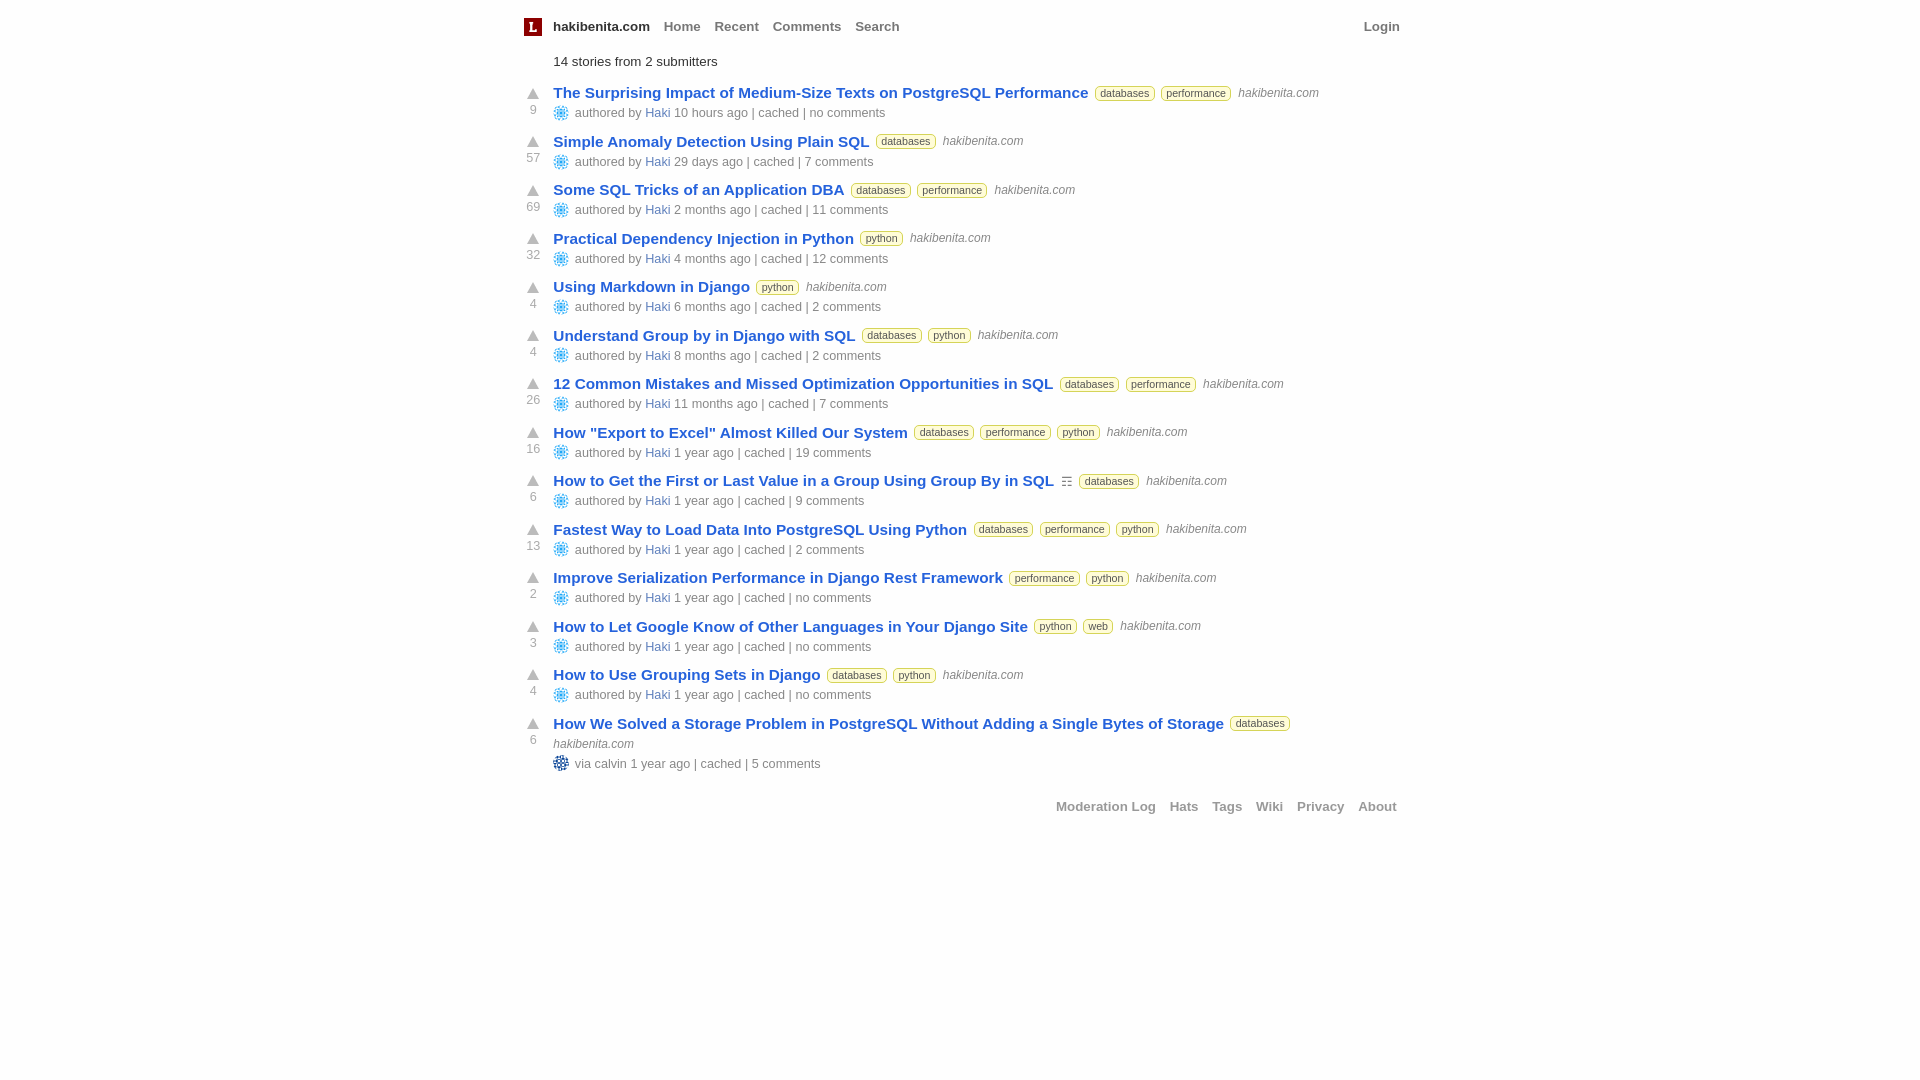 L hakibenita.com Home Recent Comments Search Login
14 stories from 2 submitters
The Surprising Impact of Medium-Size Texts on PostgreSQL Performance databases performance hakibenita.com
9 authored by Haki 10 hours ago | cached | no comments
Simple Anomaly Detection Using Plain SQL databases hakibenita.com
57 authored by Haki 29 days ago | cached | 7 comments
Some SQL Tricks of an Application DBA databases performance hakibenita.com
69 authored by Haki 2 months ago | cached | 11 comments
Practical Dependency Injection in Python python hakibenita.com
32 authored by Haki 4 months ago | cached | 12 comments
Using Markdown in Django python hakibenita.com
4 authored by Haki 6 months ago | cached | 2 comments
Understand Group by in Django with SQL databases python hakibenita.com
4 authored by Haki 8 months ago | cached | 2 comments
12 Common Mistakes and Missed Optimization Opportunities in SQL databases performance hakibenita.com
26 authored by Haki 11 months ago | cached | 7 comments
How "Export to Excel" Almost Killed Our System databases performance python hakibenita.com
16 authored by Haki 1 year ago | cached | 19 comments
How to Get the First or Last Value in a Group Using Group By in SQL ☶ databases hakibenita.com
6 authored by Haki 1 year ago | cached | 9 comments
Fastest Way to Load Data Into PostgreSQL Using Python databases performance python hakibenita.com
13 authored by Haki 1 year ago | cached | 2 comments
Improve Serialization Performance in Django Rest Framework performance python hakibenita.com
2 authored by Haki 1 year ago | cached | no comments
How to Let Google Know of Other Languages in Your Django Site python web hakibenita.com
3 authored by Haki 1 year ago | cached | no comments
How to Use Grouping Sets in Django databases python hakibenita.com
4 authored by Haki 1 year ago | cached | no comments
How We Solved a Storage Problem in PostgreSQL Without Adding a Single Bytes of Storage databases
6 hakibenita.com
via calvin 1 year ago | cached | 5 comments
Moderation Log Hats Tags Wiki Privacy About